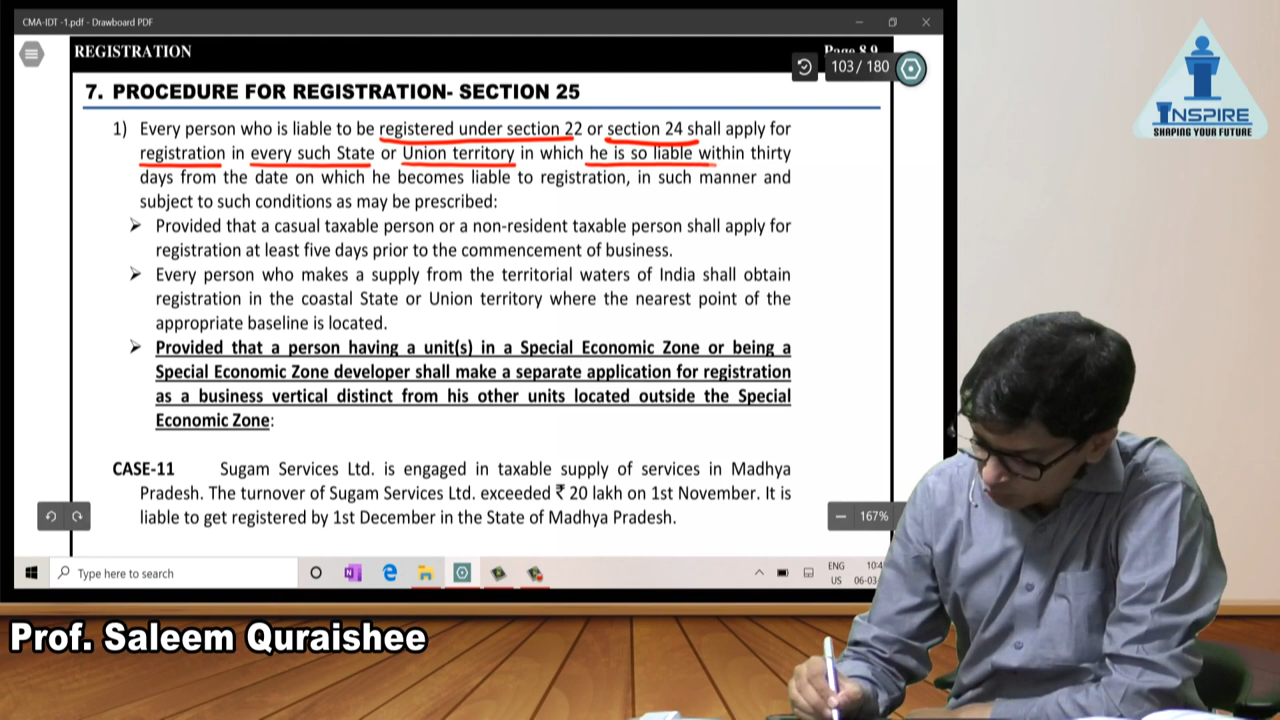 CMA-IDT -1.pdf - Drawboard PDF
REGISTRATION
103 / 180
7. PROCEDURE FOR REGISTRATION- SECTION 25
1) Every person who is liable to be registered under section 22 or section 24 shall apply for
registration in every such State or Union territory in which he is so liable within thirty
days from the date on which he becomes liable to registration, in such manner and
subject to such conditions as may be prescribed:
➢ Provided that a casual taxable person or a non-resident taxable person shall apply for
registration at least five days prior to the commencement of business.
➢ Every person who makes a supply from the territorial waters of India shall obtain
registration in the coastal State or Union territory where the nearest point of the
appropriate baseline is located.
➢ Provided that a person having a unit(s) in a Special Economic Zone or being a
Special Economic Zone developer shall make a separate application for registration
as a business vertical distinct from his other units located outside the Special
Economic Zone:
CASE-11 Sugam Services Ltd. is engaged in taxable supply of services in Madhya
Pradesh. The turnover of Sugam Services Ltd. exceeded ₹ 20 lakh on 1st November. It is
liable to get registered by 1st December in the State of Madhya Pradesh.
167%
Type here to search
ENG
US 06-03
INSPIRE
SHAPING YOUR FUTURE
Prof. Saleem Quraishee